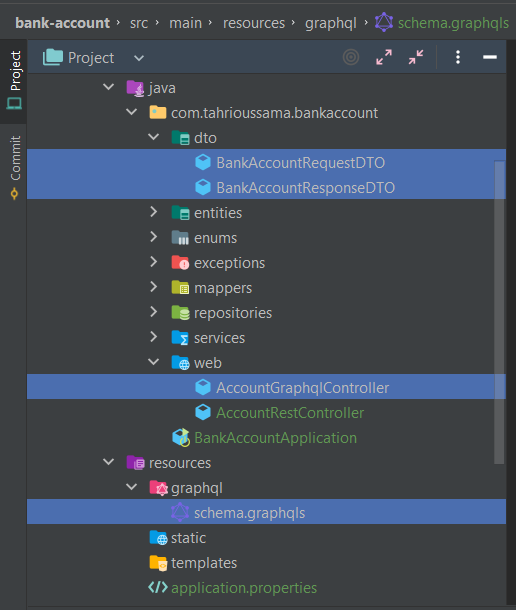 bank-account › src › main › resources › graphql › schema.graphqls
Project
Commit
Project
java
com.tahrioussama.bankaccount
dto
BankAccountRequestDTO
BankAccountResponseDTO
entities
enums
exceptions
mappers
repositories
services
web
AccountGraphqlController
AccountRestController
BankAccountApplication
resources
graphql
schema.graphqls
static
templates
application.properties